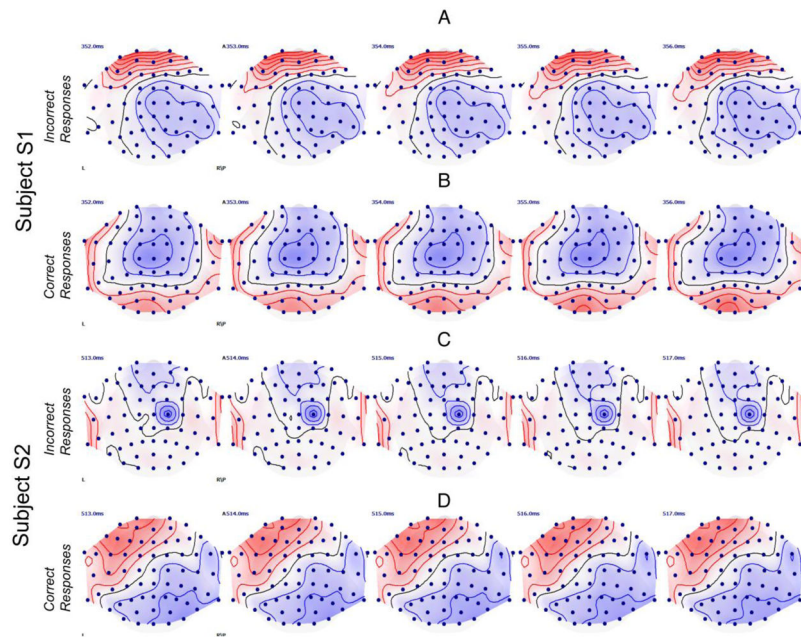 A
Subject S1
Incorrect Responses
352.0ms A353.0ms 354.0ms 355.0ms 356.0ms
L R\P
B
Correct Responses
352.0ms A353.0ms 354.0ms 355.0ms 356.0ms
L R\P
C
Subject S2
Incorrect Responses
513.0ms A514.0ms 515.0ms 516.0ms 517.0ms
L R\P
D
Correct Responses
513.0ms A514.0ms 515.0ms 516.0ms 517.0ms
L R\P